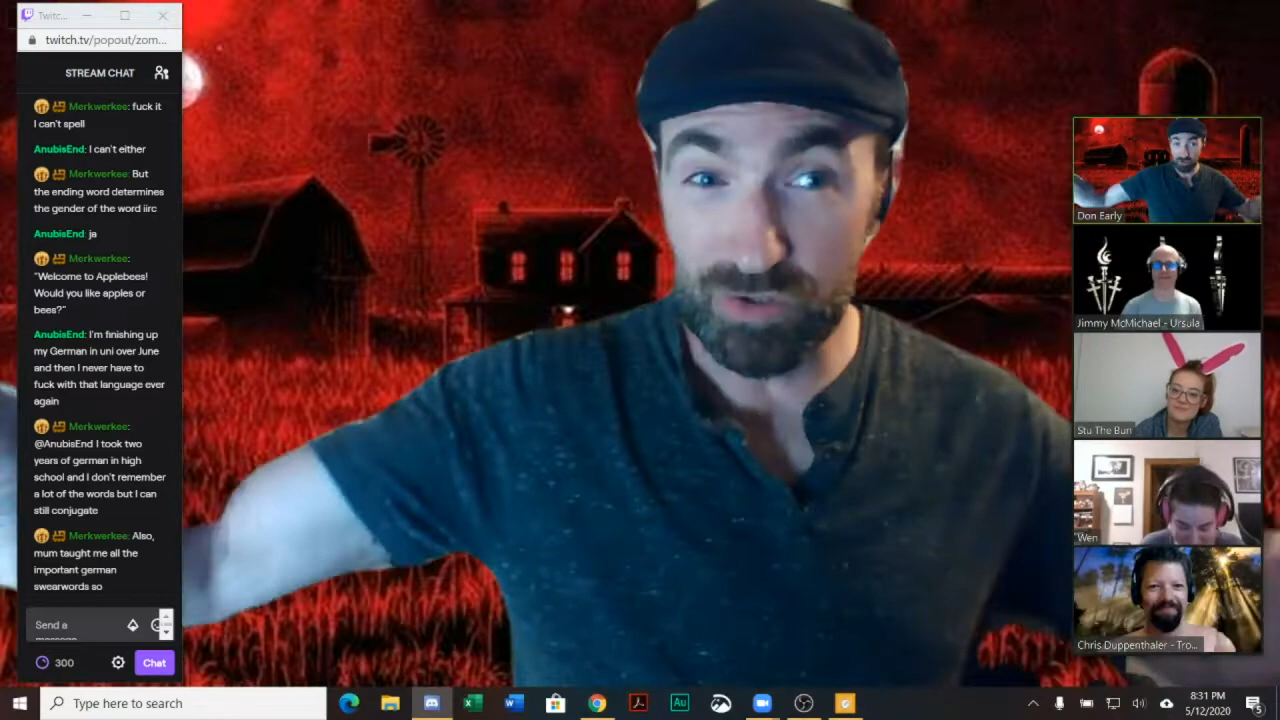 Twitc...
twitch.tv/popout/zom...
STREAM CHAT
Merkwerkee: fuck it
I can't spell
AnubisEnd: I can't either
Merkwerkee: But
the ending word determines
the gender of the word iirc
AnubisEnd: ja
Merkwerkee:
"Welcome to Applebees!
Would you like apples or
bees?"
AnubisEnd: I'm finishing up
my German in uni over June
and then I never have to
fuck with that language ever
again
Merkwerkee:
@AnubisEnd I took two
years of german in high
school and I don't remember
a lot of the words but I can
still conjugate
Merkwerkee: Also,
mum taught me all the
important german
swearwords so
Send a
message
300
Chat
Don Early
Jimmy McMichael - Ursula
Stu The Bun
Wen
Chris Duppenthaler - Tro...
Type here to search
Au
8:31 PM
5/12/2020
5